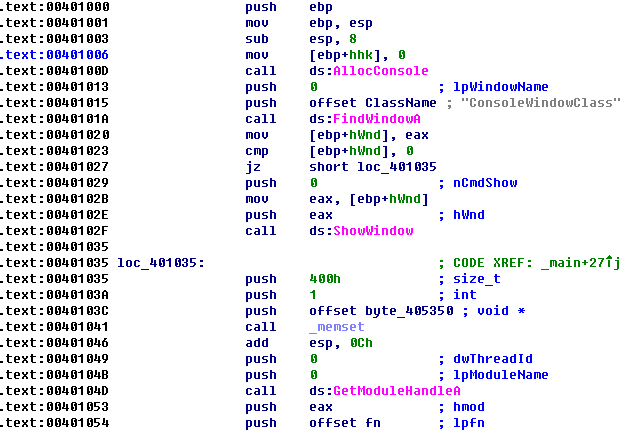 .text:00401000 push ebp
.text:00401001 mov ebp, esp
.text:00401003 sub esp, 8
.text:00401006 mov [ebp+hhk], 0
.text:0040100D call ds:AllocConsole
.text:00401013 push 0 ; lpWindowName
.text:00401015 push offset ClassName ; "ConsoleWindowClass"
.text:0040101A call ds:FindWindowA
.text:00401020 mov [ebp+hWnd], eax
.text:00401023 cmp [ebp+hWnd], 0
.text:00401027 jz short loc_401035
.text:00401029 push 0 ; nCmdShow
.text:0040102B mov eax, [ebp+hWnd]
.text:0040102E push eax ; hWnd
.text:0040102F call ds:ShowWindow
.text:00401035
.text:00401035 loc_401035: ; CODE XREF: _main+27↑j
.text:00401035 push 400h ; size_t
.text:0040103A push 1 ; int
.text:0040103C push offset byte_405350 ; void *
.text:00401041 call _memset
.text:00401046 add esp, 0Ch
.text:00401049 push 0 ; dwThreadId
.text:0040104B push 0 ; lpModuleName
.text:0040104D call ds:GetModuleHandleA
.text:00401053 push eax ; hmod
.text:00401054 push offset fn ; lpfn